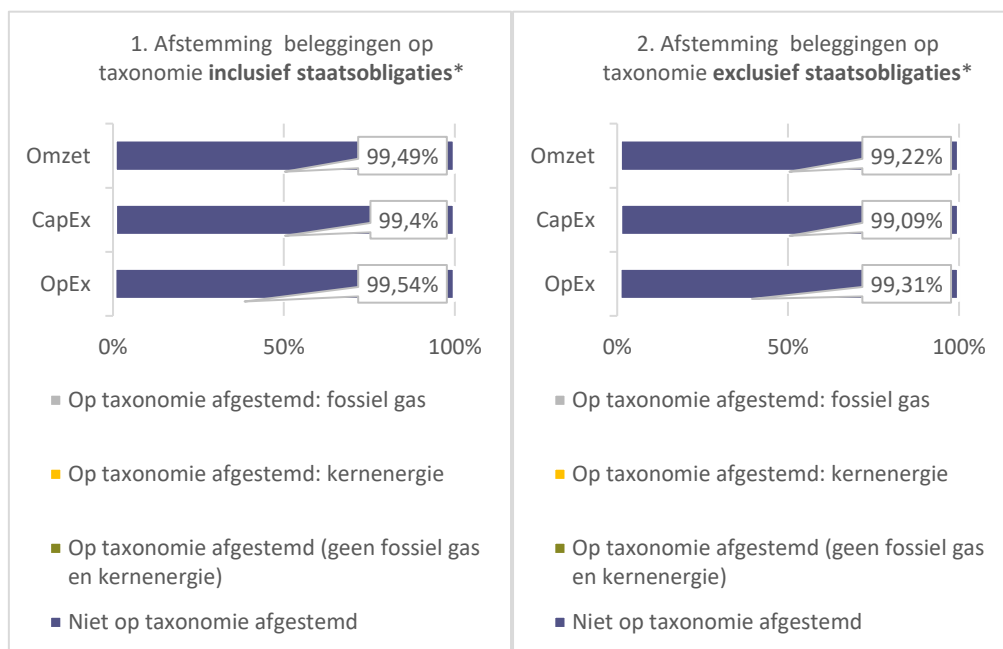 1. Afstemming beleggingen op
taxonomie inclusief staatsobligaties*
Omzet
99,49%
CapEx
99,4%
OpEx
99,54%
0%
50%
100%
Op taxonomie afgestemd: fossiel gas
Op taxonomie afgestemd: kernenergie
Op taxonomie afgestemd (geen fossiel gas
en kernenergie)
Niet op taxonomie afgestemd
2. Afstemming beleggingen op
taxonomie exclusief staatsobligaties*
Omzet
99,22%
CapEx
99,09%
OpEx
99,31%
0%
50%
100%
Op taxonomie afgestemd: fossiel gas
Op taxonomie afgestemd: kernenergie
Op taxonomie afgestemd (geen fossiel gas
en kernenergie)
Niet op taxonomie afgestemd